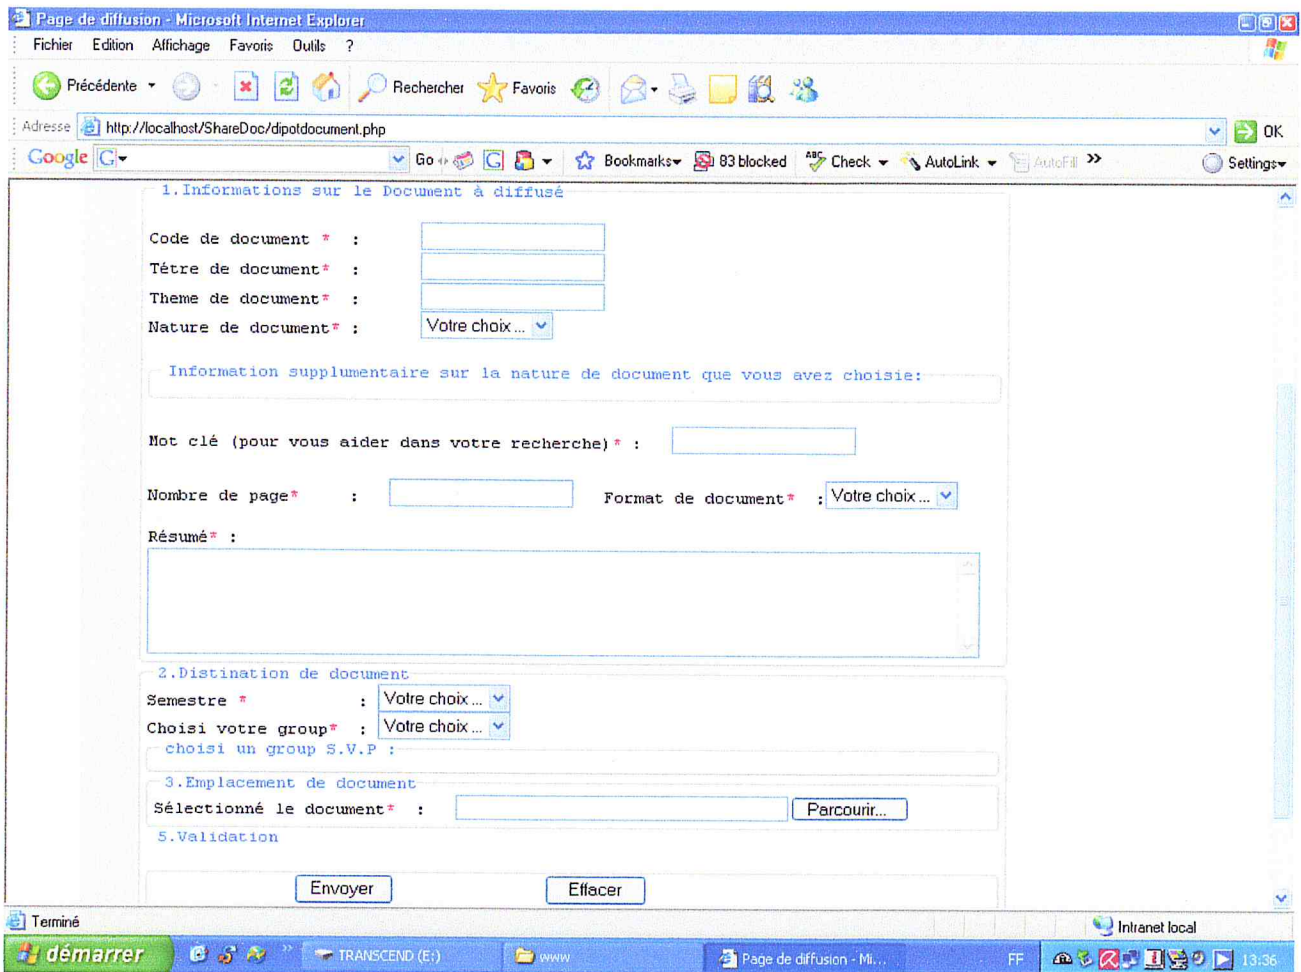 Page de diffusion - Microsoft Internet Explorer
Fichier Edition Affichage Favoris Outils ?
Précédente Rechercher Favoris
Adresse http://localhost/ShareDoc/dipotdocument.php OK
Google G Go G Bookmarks 83 blocked ABC Check AutoLink AutoFill » Settings
1.Informations sur le Document à diffusé
Code de document * :
Tétre de document* :
Theme de document* :
Nature de document* : Votre choix ...
Information supplumentaire sur la nature de document que vous avez choisie:
Mot clé (pour vous aider dans votre recherche)* :
Nombre de page* : Format de document* : Votre choix ...
Résumé* :
2.Distination de document
Semestre * : Votre choix ...
Choisi votre group* : Votre choix ...
choisi un group S.V.P :
3.Emplacement de document
Sélectionné le document* : Parcourir...
5.Validation
Envoyer Effacer
Terminé Intranet local
démarrer » TRANSCEND (E:) www Page de diffusion - Mi... FF 13:36